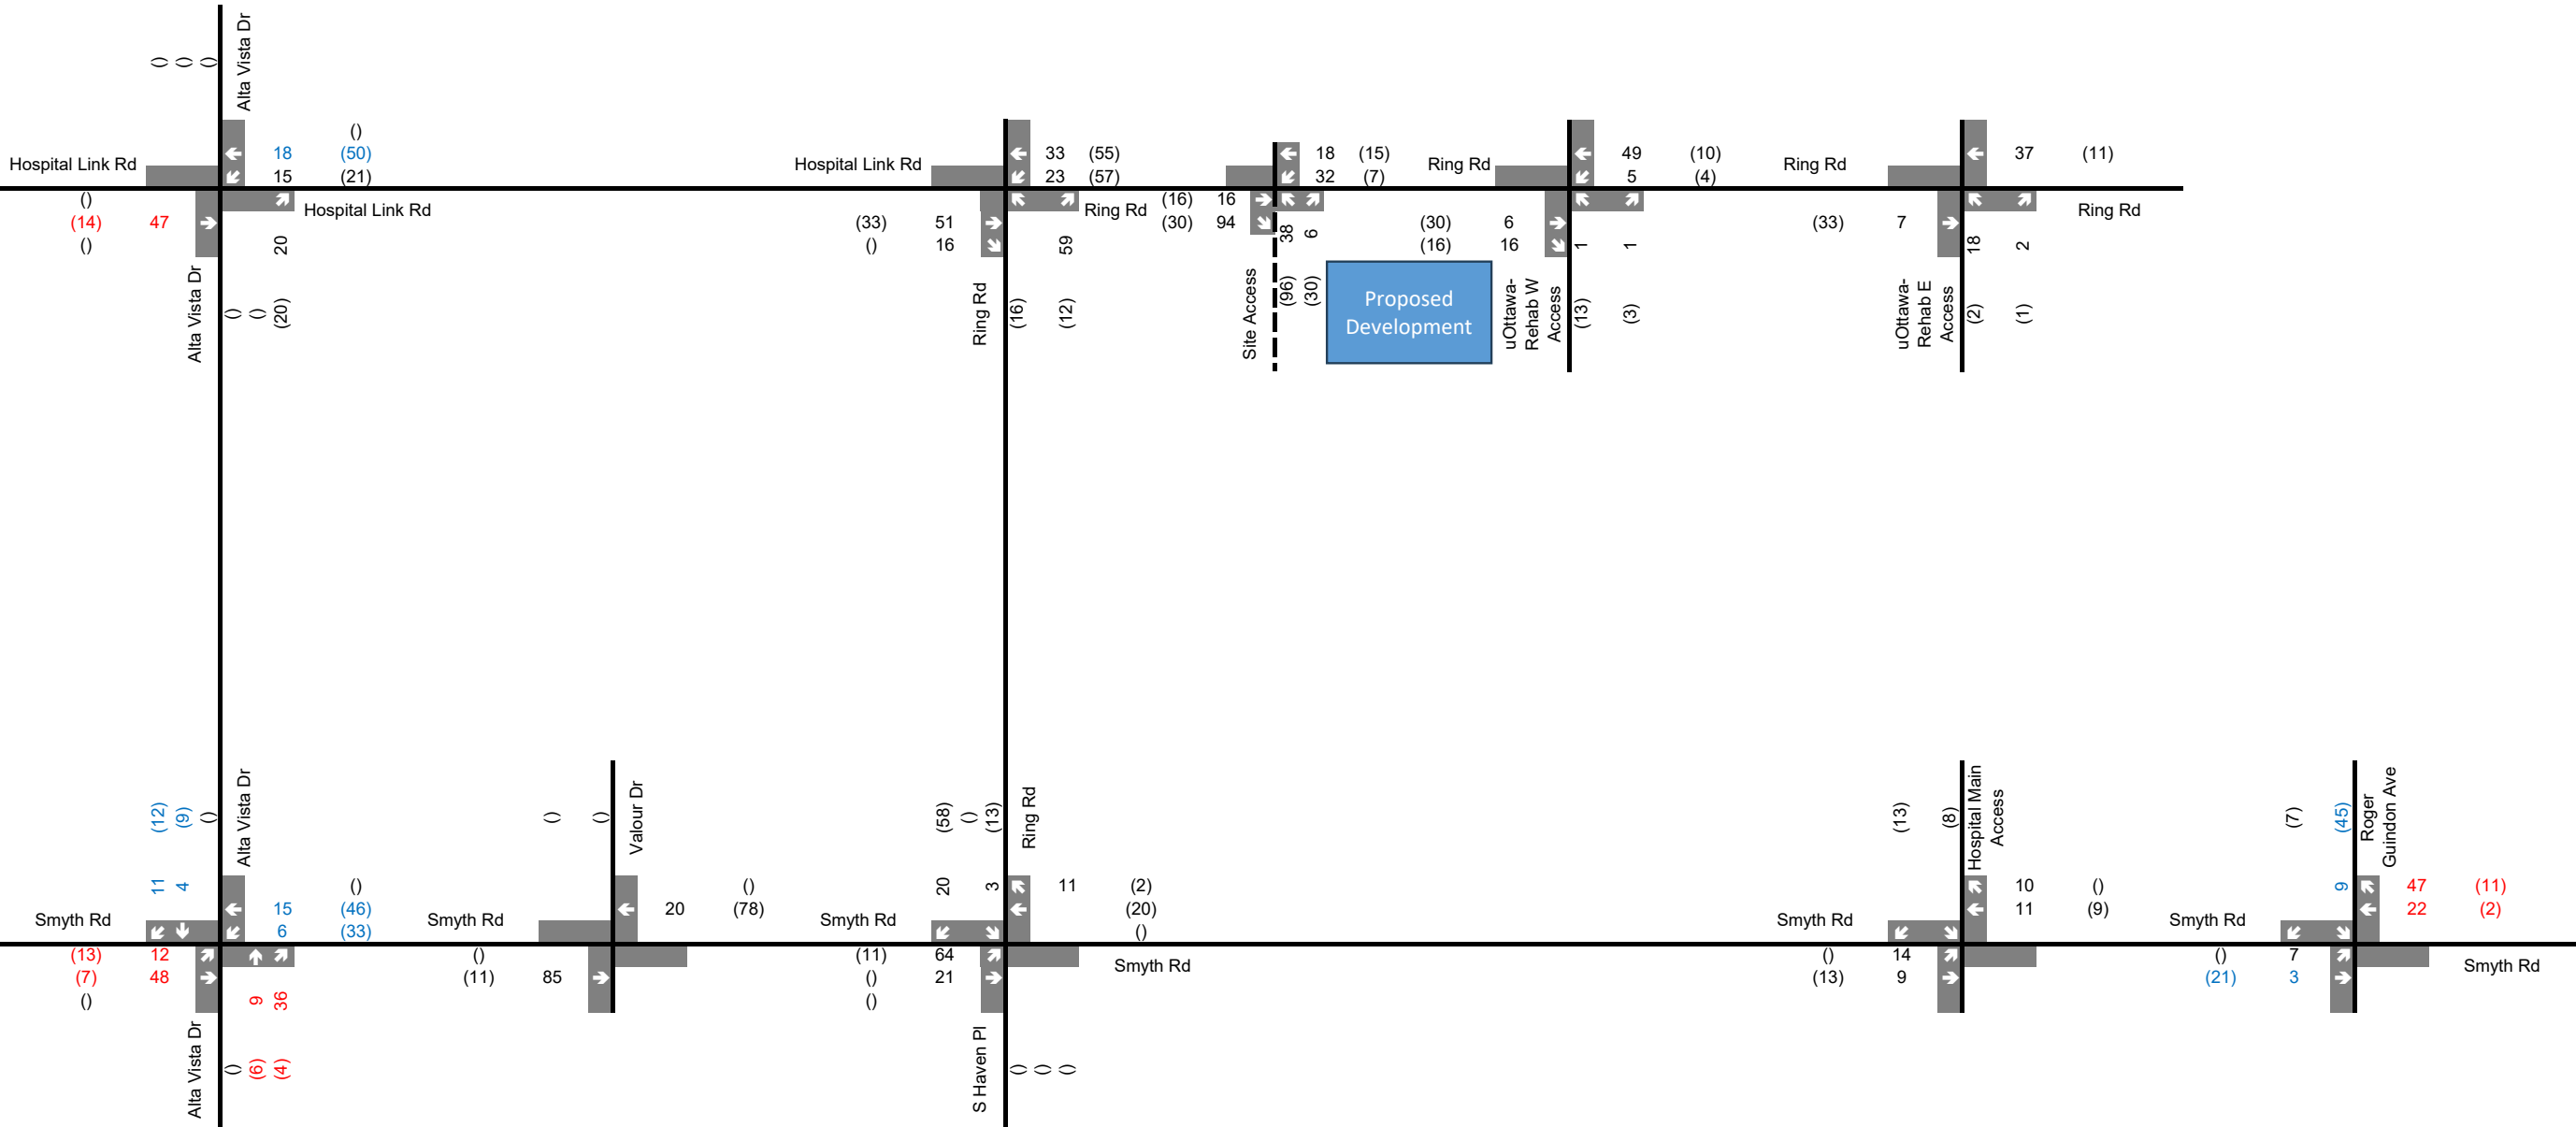 () () ()
Alta Vista Dr
Hospital Link Rd
()
18 (50)
15 (21)
()
(14) 47
()
Hospital Link Rd
20
() () (20)
Alta Vista Dr
Hospital Link Rd
33 (55)
23 (57)
(33) 51
() 16
Ring Rd
59
(16) (12)
Ring Rd
18 (15)
32 (7)
(16) 16
(30) 94
38 6
(96) (30)
Site Access
Proposed
Development
Ring Rd
49 (10)
5 (4)
(30) 6
(16) 16
1 1
(13) (3)
uOttawa-
Rehab W
Access
Ring Rd
37 (11)
(33) 7
Ring Rd
18 2
(2) (1)
uOttawa-
Rehab E
Access
(12) (9) ()
11 4
Alta Vista Dr
Smyth Rd
()
15 (46)
6 (33)
(13) 12
(7) 48
()
9 36
() (6) (4)
Alta Vista Dr
() ()
Valour Dr
Smyth Rd
()
20 (78)
()
(11) 85
(58) () (13)
20 3
Ring Rd
Smyth Rd
11 (2)
(20)
()
(11) 64
() 21
()
Smyth Rd
S Haven Pl
() () ()
(13) (8)
Hospital Main
Access
Smyth Rd
10 ()
11 (9)
() 14
(13) 9
(7) (45)
9
Roger
Guindon Ave
Smyth Rd
47 (11)
22 (2)
() 7
(21) 3
Smyth Rd